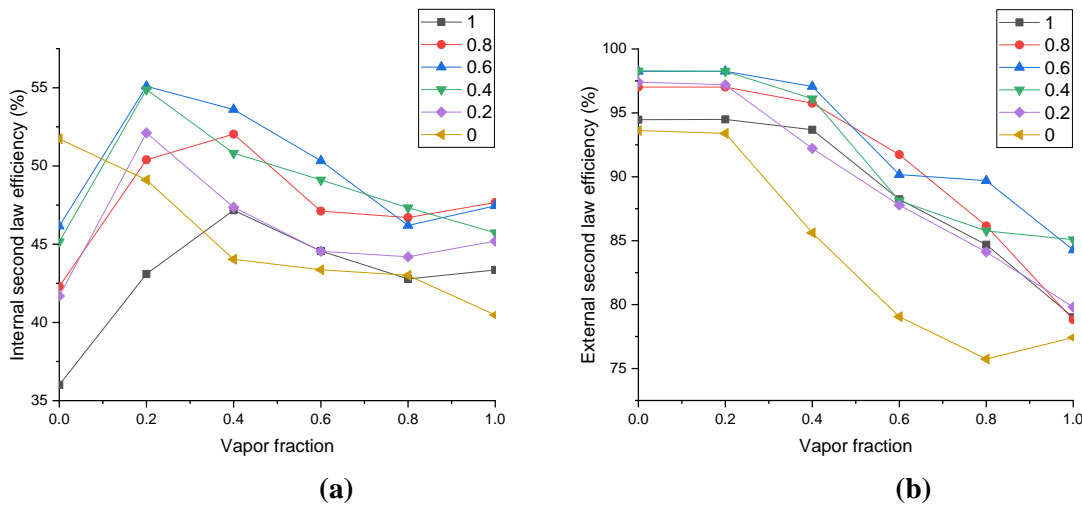 1
0.8
0.6
0.4
0.2
0
55
50
45
40
35
Internal second law efficiency (%)
0.0 0.2 0.4 0.6 0.8 1.0
Vapor fraction
(a)
1
0.8
0.6
0.4
0.2
0
100
95
90
85
80
75
External second law efficiency (%)
0.0 0.2 0.4 0.6 0.8 1.0
Vapor fraction
(b)